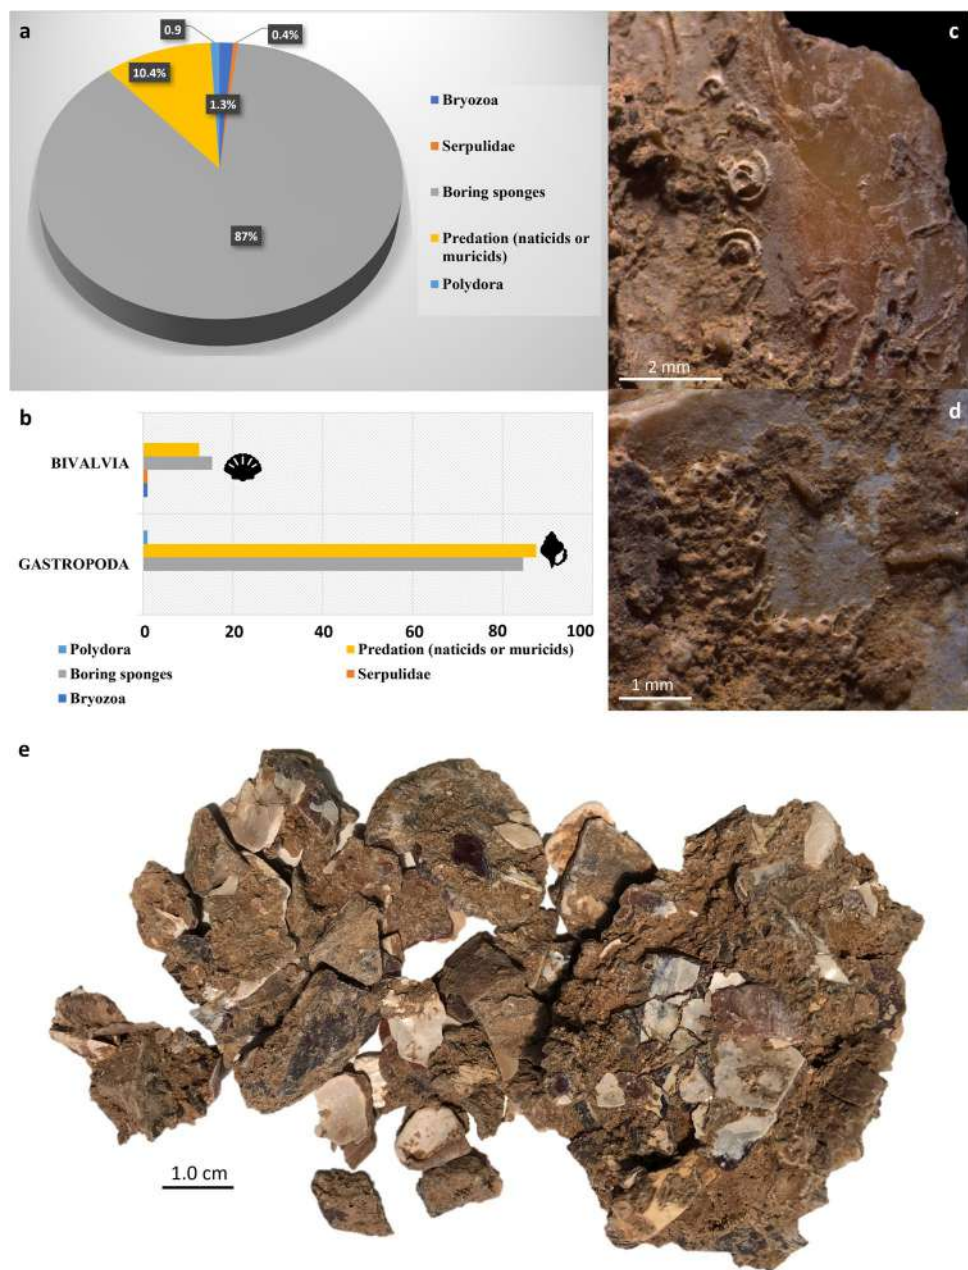 a
0.9
0.4%
10.4%
1.3%
87%
Bryozoa
Serpulidae
Boring sponges
Predation (naticids or
muricids)
Polydora
c
2 mm
b
BIVALVIA
GASTROPODA
0 20 40 60 80 100
Polydora
Predation (naticids or muricids)
Boring sponges
Serpulidae
Bryozoa
d
1 mm
e
1.0 cm